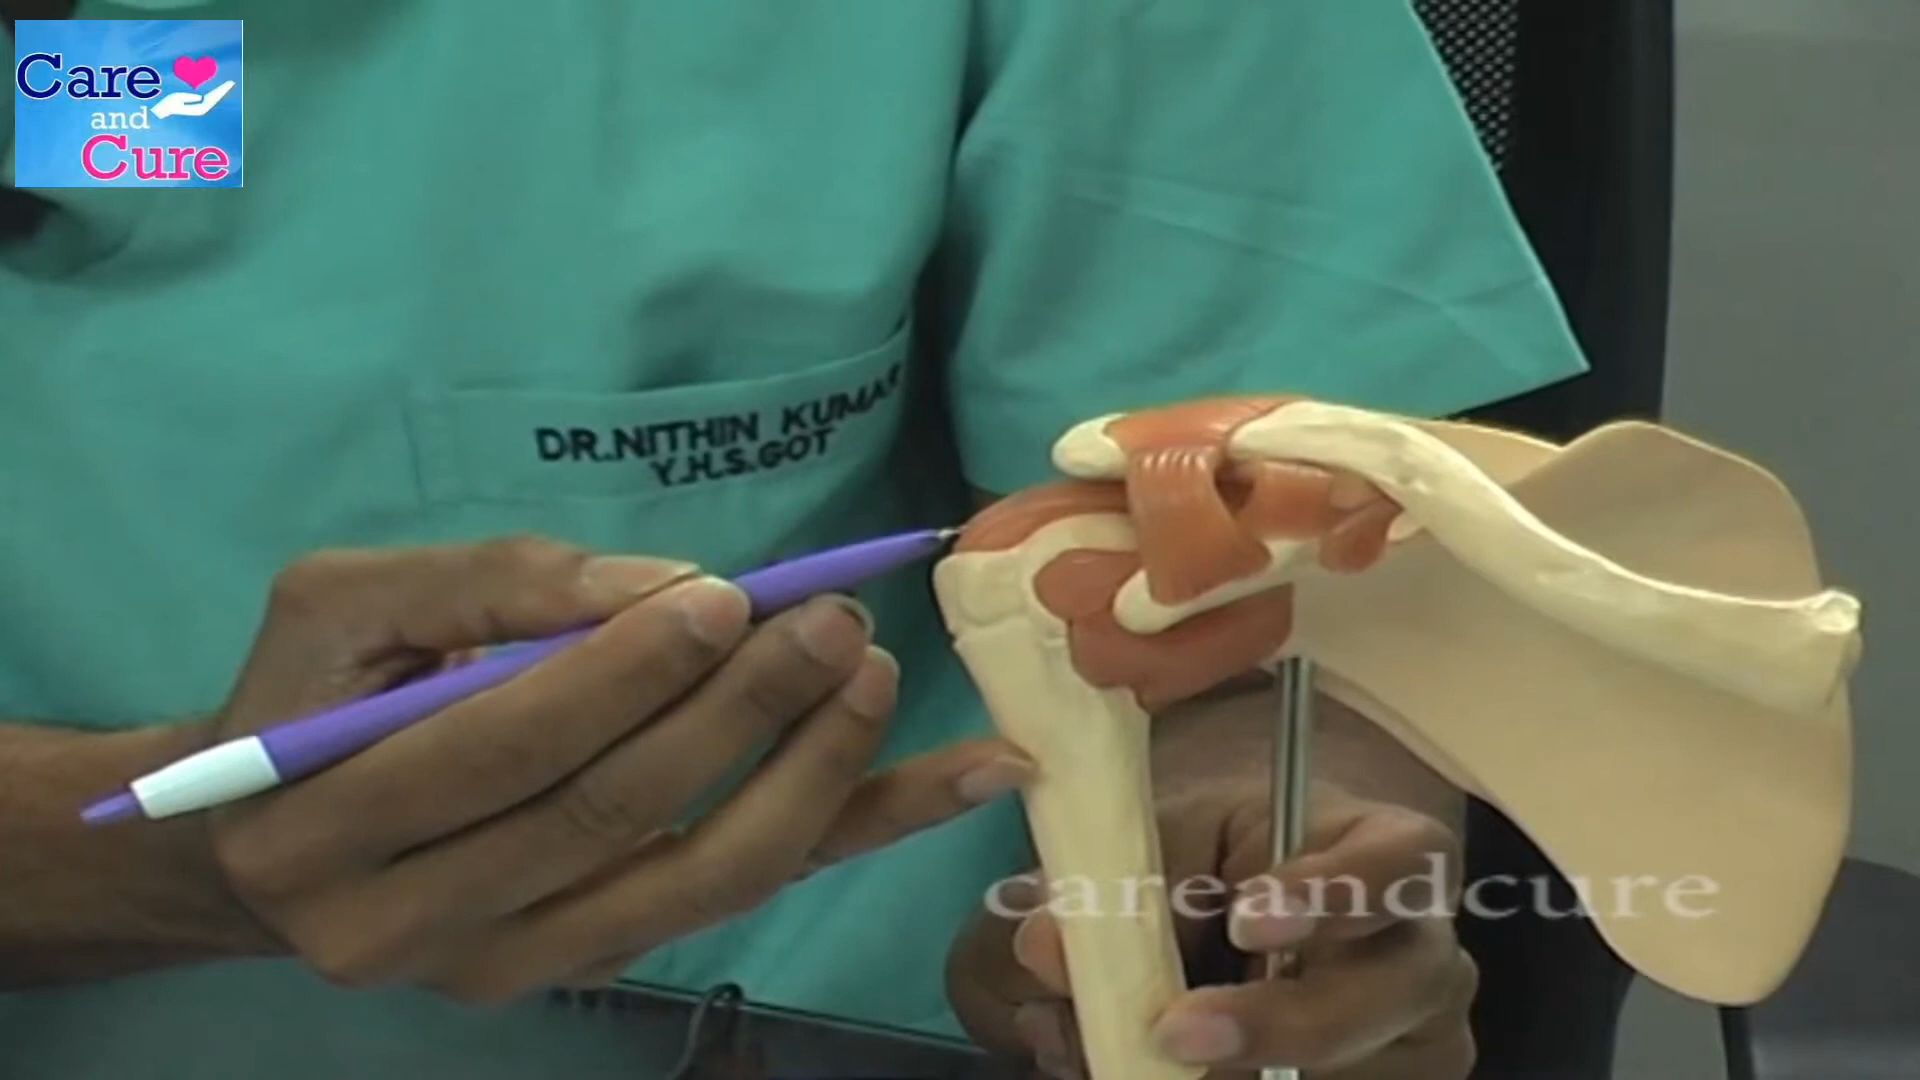 Care
and
Cure
DR.NITHIN KUMAR
Y.H.S.GOT
careandcure